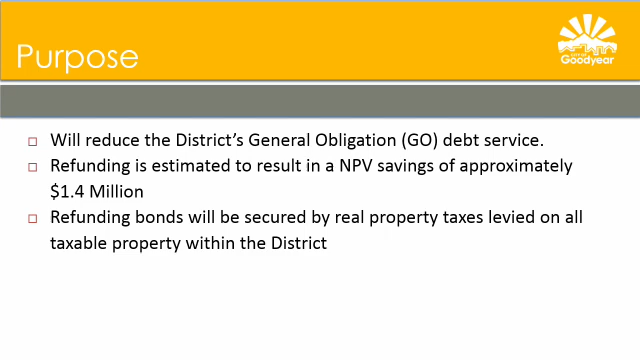 Purpose
CITY OF
Goodyear
Will reduce the District's General Obligation (GO) debt service.
Refunding is estimated to result in a NPV savings of approximately
$1.4 Million
Refunding bonds will be secured by real property taxes levied on all
taxable property within the District